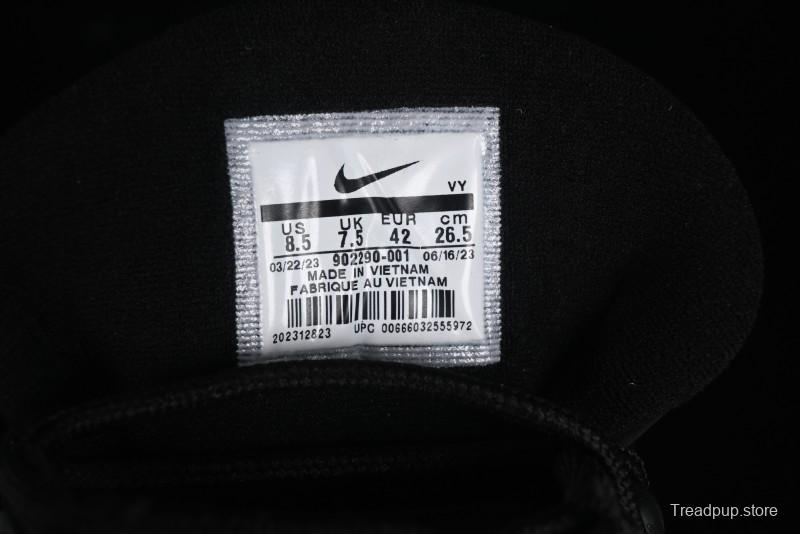 VY
US UK EUR cm
8.5 7.5 42 26.5
03/22/23 902290-001 06/16/23
MADE IN VIETNAM
FABRIQUE AU VIETNAM
202312823 UPC 00666032555972
Treadpup.store